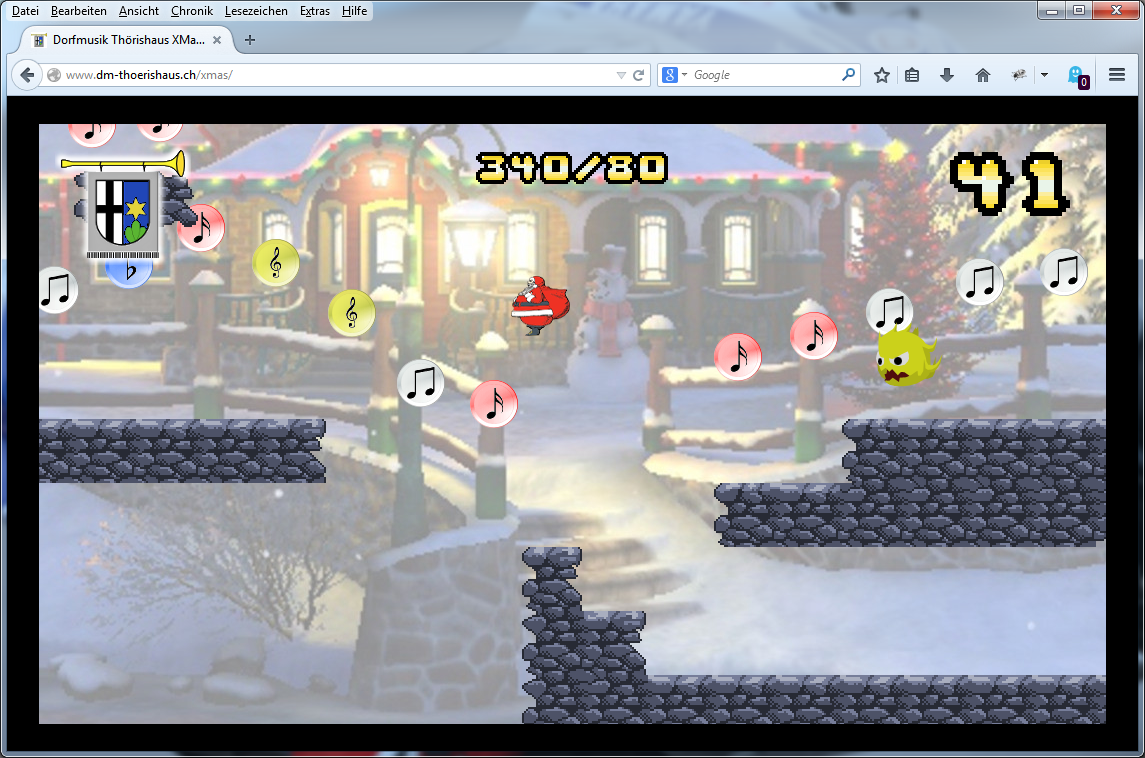 Datei Bearbeiten Ansicht Chronik Lesezeichen Extras Hilfe
Dorfmusik Thörishaus XMa...
www.dm-thoerishaus.ch/xmas/
Google
0
340/80
41